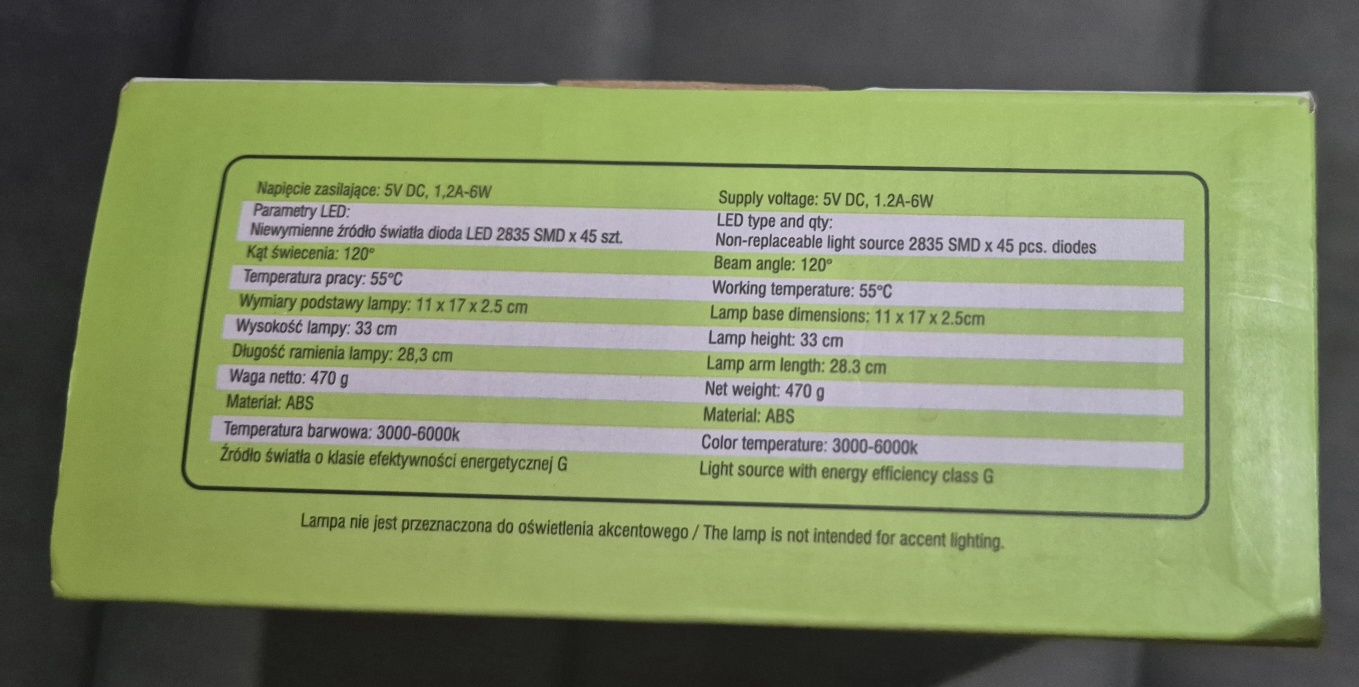 Napięcie zasilające: 5V DC, 1,2A-6W
Parametry LED:
Niewymienne źródło światła dioda LED 2835 SMD x 45 szt.
Kąt świecenia: 120°
Temperatura pracy: 55°C
Wymiary podstawy lampy: 11 x 17 x 2.5 cm
Wysokość lampy: 33 cm
Długość ramienia lampy: 28,3 cm
Waga netto: 470 g
Materiał: ABS
Temperatura barwowa: 3000-6000k
Źródło światła o klasie efektywności energetycznej G
Supply voltage: 5V DC, 1.2A-6W
LED type and qty:
Non-replaceable light source 2835 SMD x 45 pcs. diodes
Beam angle: 120°
Working temperature: 55°C
Lamp base dimensions: 11 x 17 x 2.5cm
Lamp height: 33 cm
Lamp arm length: 28.3 cm
Net weight: 470 g
Material: ABS
Color temperature: 3000-6000k
Light source with energy efficiency class G
Lampa nie jest przeznaczona do oświetlenia akcentowego / The lamp is not intended for accent lighting.